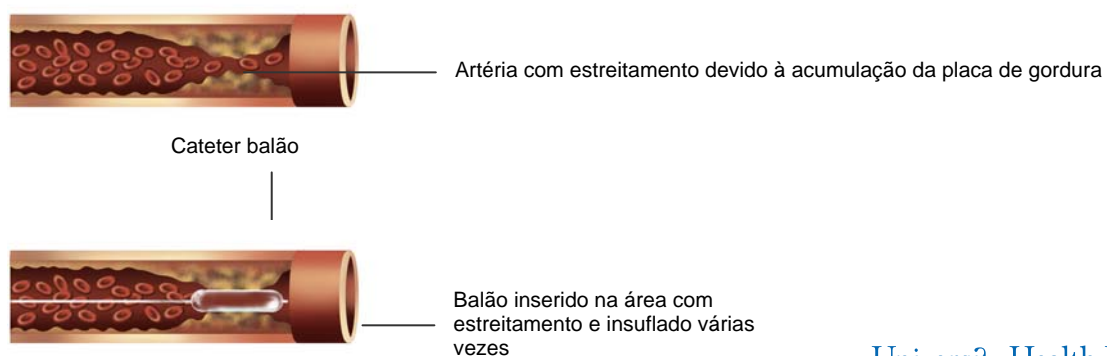 Artéria com estreitamento devido à acumulação da placa de gordura
Cateter balão
Balão inserido na área com
estreitamento e insuflado várias
vezes